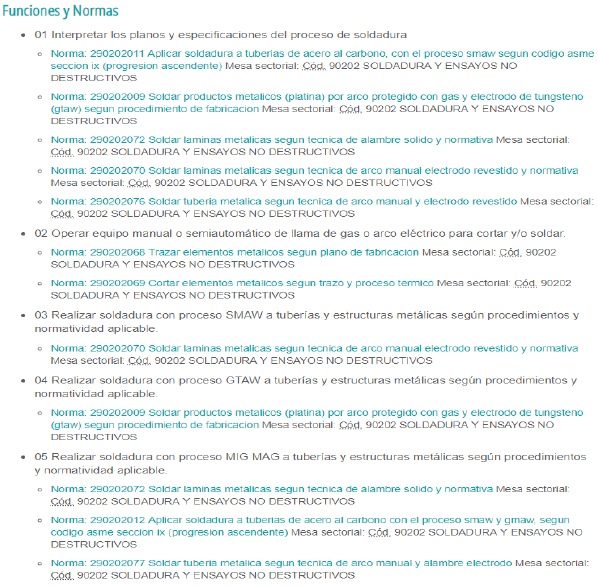 Funciones y Normas
01 Interpretar los planos y especificaciones del proceso de soldadura
Norma: 290202011 Aplicar soldadura a tuberias de acero al carbono, con el proceso smaw segun codigo asme
seccion ix (progresion ascendente) Mesa sectorial: Cód. 90202 SOLDADURA Y ENSAYOS NO
DESTRUCTIVOS
Norma: 290202009 Soldar productos metalicos (platina) por arco protegido con gas y electrodo de tungsteno
(gtaw) segun procedimiento de fabricacion Mesa sectorial: Cód. 90202 SOLDADURA Y ENSAYOS NO
DESTRUCTIVOS
Norma: 290202072 Soldar laminas metalicas segun tecnica de alambre solido y normativa Mesa sectorial:
Cód. 90202 SOLDADURA Y ENSAYOS NO DESTRUCTIVOS
Norma: 290202070 Soldar laminas metalicas segun tecnica de arco manual electrodo revestido y normativa
Mesa sectorial: Cód. 90202 SOLDADURA Y ENSAYOS NO DESTRUCTIVOS
Norma: 290202076 Soldar tuberia metalica segun tecnica de arco manual y electrodo revestido Mesa sectorial:
Cód. 90202 SOLDADURA Y ENSAYOS NO DESTRUCTIVOS
02 Operar equipo manual o semiautomático de llama de gas o arco eléctrico para cortar y/o soldar.
Norma: 290202068 Trazar elementos metalicos segun plano de fabricacion Mesa sectorial: Cód. 90202
SOLDADURA Y ENSAYOS NO DESTRUCTIVOS
Norma: 290202069 Cortar elementos metalicos segun trazo y proceso termico Mesa sectorial: Cód. 90202
SOLDADURA Y ENSAYOS NO DESTRUCTIVOS
03 Realizar soldadura con proceso SMAW a tuberías y estructuras metálicas según procedimientos y
normatividad aplicable.
Norma: 290202070 Soldar laminas metalicas segun tecnica de arco manual electrodo revestido y normativa
Mesa sectorial: Cód. 90202 SOLDADURA Y ENSAYOS NO DESTRUCTIVOS
04 Realizar soldadura con proceso GTAW a tuberías y estructuras metálicas según procedimientos y
normatividad aplicable.
Norma: 290202009 Soldar productos metalicos (platina) por arco protegido con gas y electrodo de tungsteno
(gtaw) segun procedimiento de fabricacion Mesa sectorial: Cód. 90202 SOLDADURA Y ENSAYOS NO
DESTRUCTIVOS
05 Realizar soldadura con proceso MIG MAG a tuberías y estructuras metálicas según procedimientos
y normatividad aplicable.
Norma: 290202072 Soldar laminas metalicas segun tecnica de alambre solido y normativa Mesa sectorial:
Cód. 90202 SOLDADURA Y ENSAYOS NO DESTRUCTIVOS
Norma: 290202012 Aplicar soldadura a tuberias de acero al carbono con el proceso smaw y gmaw, segun
codigo asme seccion ix (progresion ascendente) Mesa sectorial: Cód. 90202 SOLDADURA Y ENSAYOS NO
DESTRUCTIVOS
Norma: 290202077 Soldar tuberia metalica segun tecnica de arco manual y alambre electrodo Mesa sectorial:
Cód. 90202 SOLDADURA Y ENSAYOS NO DESTRUCTIVOS